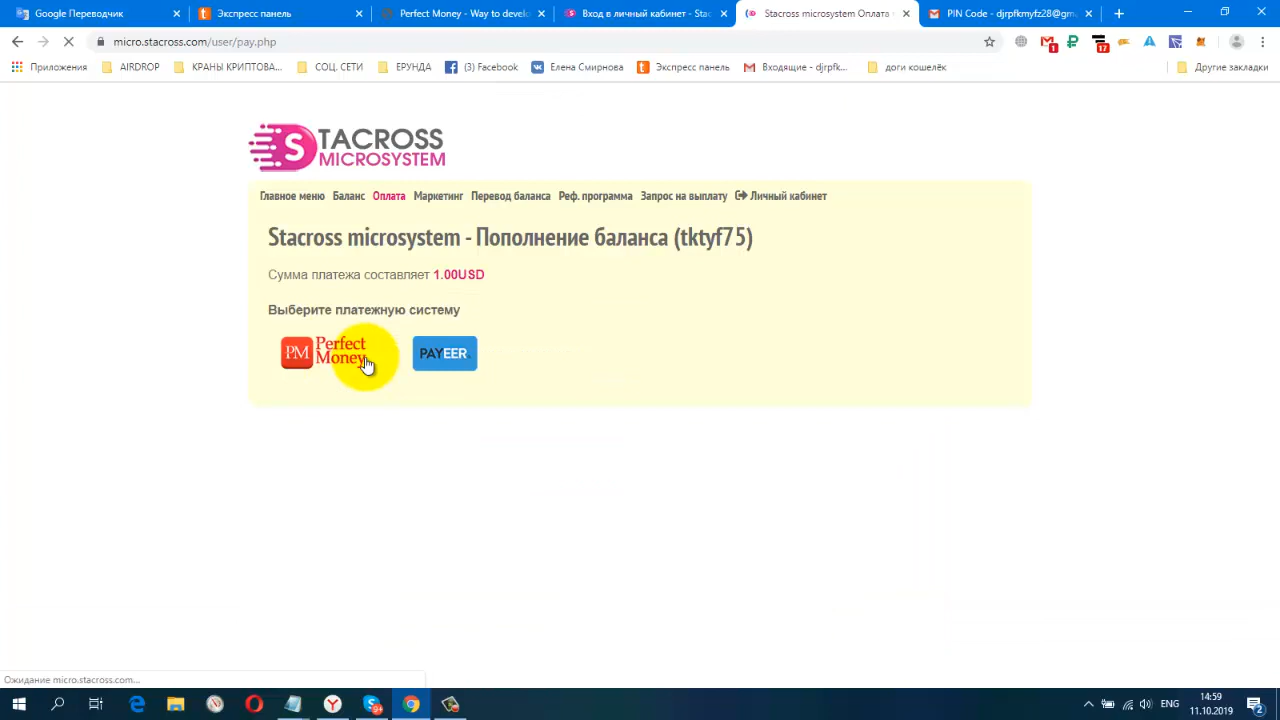 Google Переводчик
Экспресс панель
Perfect Money - Way to develo
Вход в личный кабинет - Stac
Stacross microsystem Оплата
PIN Code - djrpfkmyfz28@gm
micro.stacross.com/user/pay.php
1
17
Приложения
AIRDROP
КРАНЫ КРИПТОВА...
СОЦ. СЕТИ
ЕРУНДА
(3) Facebook
Елена Смирнова
Экспресс панель
Входящие - djrpfk...
доги кошелёк
Другие закладки
STACROSS
MICROSYSTEM
Главное меню Баланс Оплата Маркетинг Перевод баланса Реф. программа Запрос на выплату Личный кабинет
Stacross microsystem - Пополнение баланса (tktyf75)
Сумма платежа составляет 1.00USD
Выберите платежную систему
PM Perfect Money
PAYEER
Ожидание micro.stacross.com...
ENG
14:59
11.10.2019
2